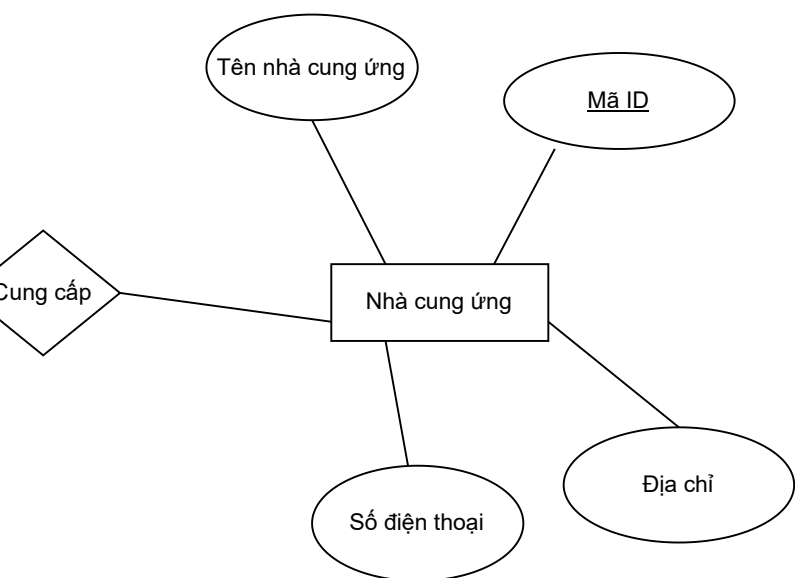 Tên nhà cung ứng
Mã ID
Cung cấp
Nhà cung ứng
Địa chỉ
Số điện thoại